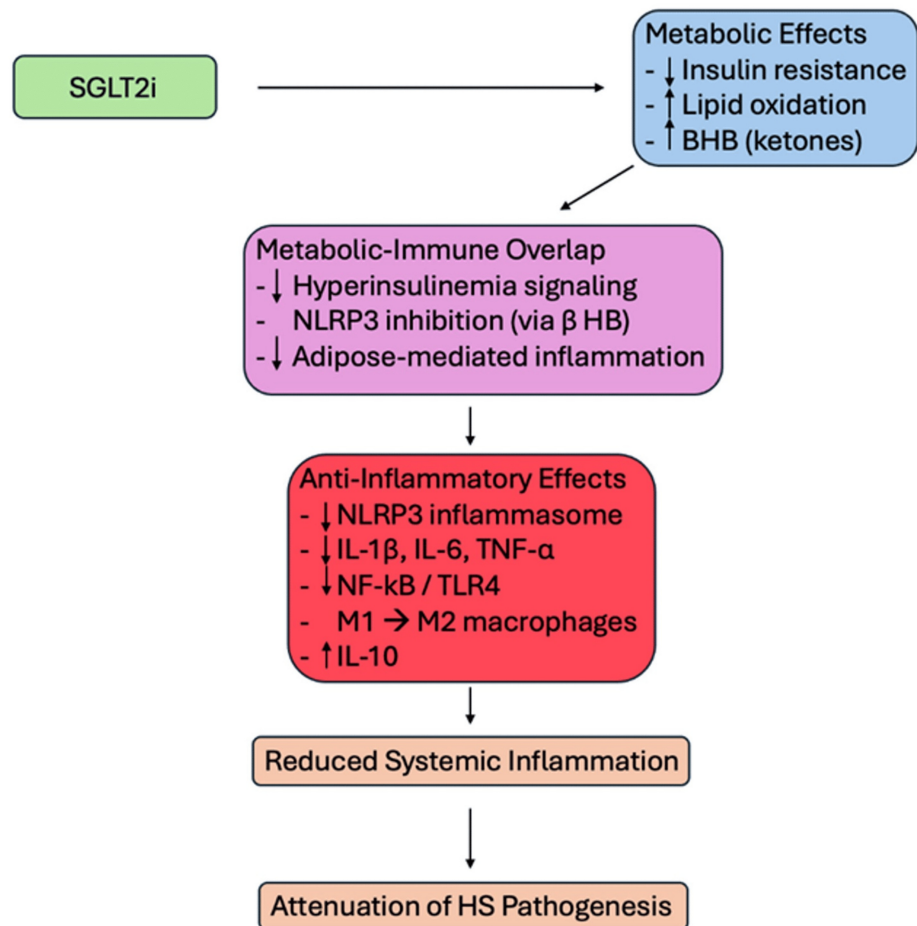 SGLT2i
Metabolic Effects
- ↓ Insulin resistance
- ↑ Lipid oxidation
- ↑ BHB (ketones)
Metabolic-Immune Overlap
- ↓ Hyperinsulinemia signaling
- NLRP3 inhibition (via β HB)
- ↓ Adipose-mediated inflammation
Anti-Inflammatory Effects
- ↓ NLRP3 inflammasome
- ↓ IL-1β, IL-6, TNF-α
- ↓ NF-kB / TLR4
- M1 → M2 macrophages
- ↑ IL-10
Reduced Systemic Inflammation
Attenuation of HS Pathogenesis